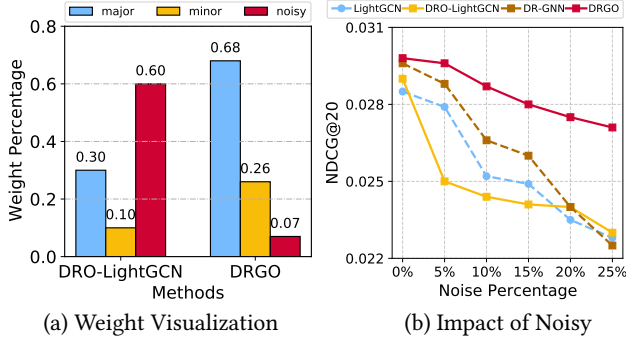 major minor noisy
Weight Percentage
0.8
0.6
0.4
0.2
0.0
0.30
0.10
0.60
0.68
0.26
0.07
DRO-LightGCN DRGO
Methods
(a) Weight Visualization
LightGCN DRO-LightGCN DR-GNN DRGO
NDCG@20
0.031
0.028
0.025
0.022
0% 5% 10% 15% 20% 25%
Noise Percentage
(b) Impact of Noisy